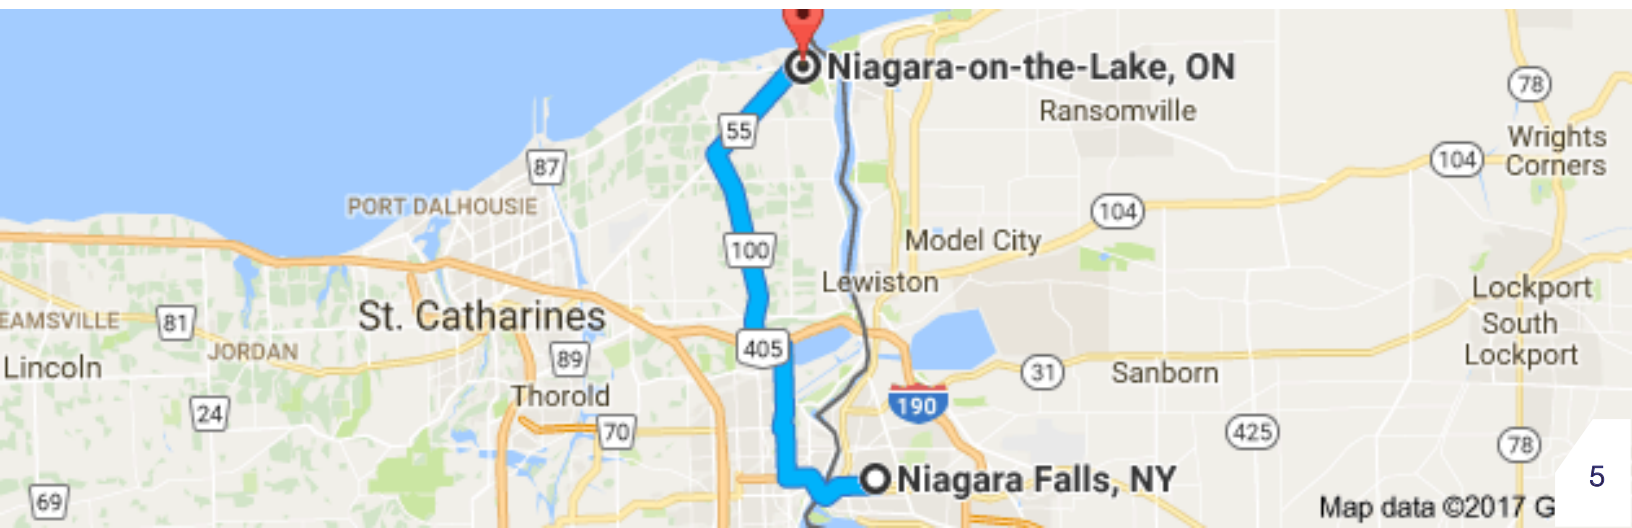 Niagara-on-the-Lake, ON
78
Ransomville
55
Wrights
Corners
104
87
PORT DALHOUSIE
104
100
Model City
Lewiston
Lockport
EAMSVILLE
81
St. Catharines
South
Lockport
405
JORDAN
89
Lincoln
31
Sanborn
Thorold
190
24
70
425
78
Niagara Falls, NY
5
69
Map data ©2017 G